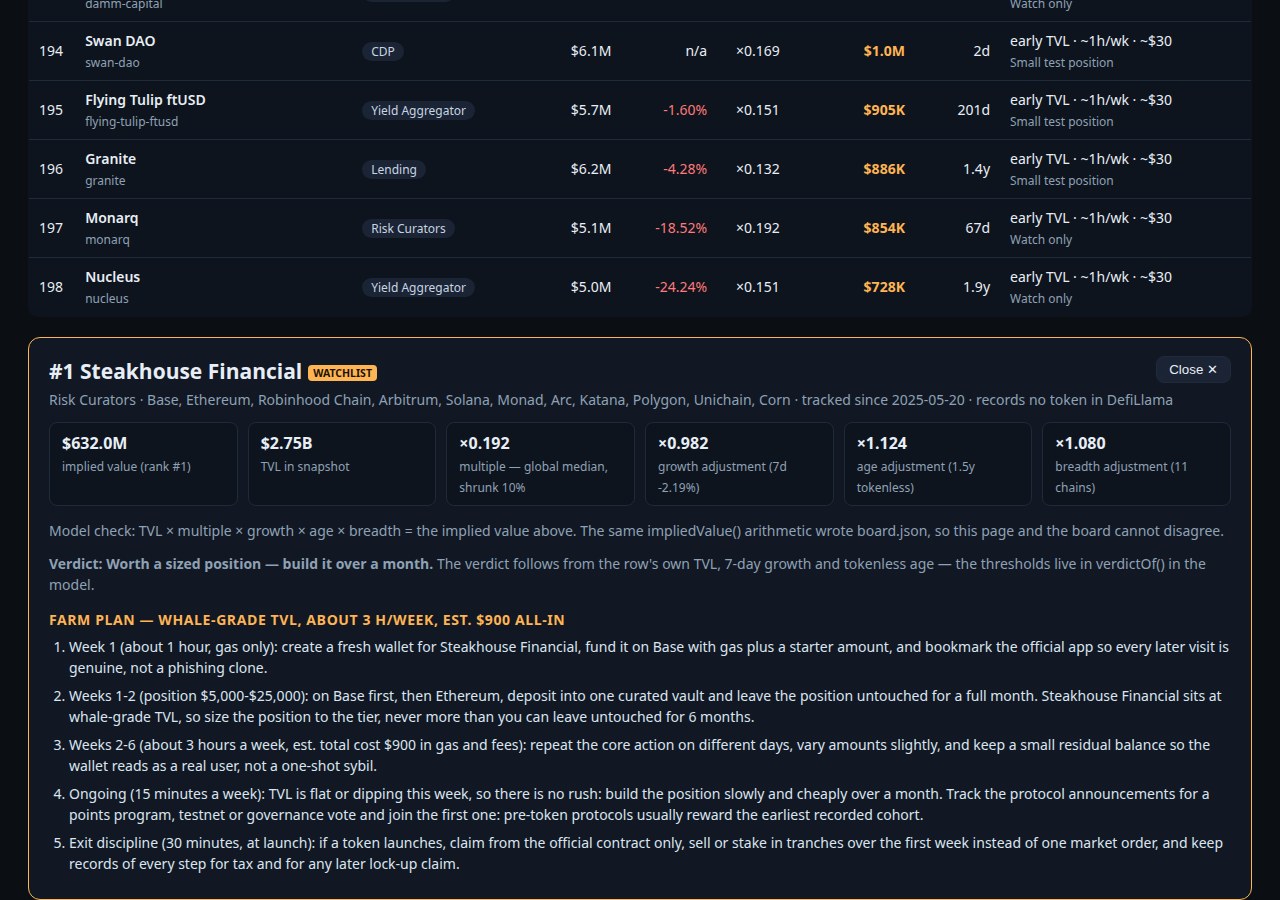 damm-capital
Watch only
194 Swan DAO CDP $6.1M n/a ×0.169 $1.0M 2d early TVL · ~1h/wk · ~$30
swan-dao Small test position
195 Flying Tulip ftUSD Yield Aggregator $5.7M -1.60% ×0.151 $905K 201d early TVL · ~1h/wk · ~$30
flying-tulip-ftusd Small test position
196 Granite Lending $6.2M -4.28% ×0.132 $886K 1.4y early TVL · ~1h/wk · ~$30
granite Small test position
197 Monarq Risk Curators $5.1M -18.52% ×0.192 $854K 67d early TVL · ~1h/wk · ~$30
monarq Watch only
198 Nucleus Yield Aggregator $5.0M -24.24% ×0.151 $728K 1.9y early TVL · ~1h/wk · ~$30
nucleus Watch only
#1 Steakhouse Financial WATCHLIST
Close ✕
Risk Curators · Base, Ethereum, Robinhood Chain, Arbitrum, Solana, Monad, Arc, Katana, Polygon, Unichain, Corn · tracked since 2025-05-20 · records no token in DefiLlama
$632.0M
implied value (rank #1)
$2.75B
TVL in snapshot
×0.192
multiple — global median,
shrunk 10%
×0.982
growth adjustment (7d
-2.19%)
×1.124
age adjustment (1.5y
tokenless)
×1.080
breadth adjustment (11
chains)
Model check: TVL × multiple × growth × age × breadth = the implied value above. The same impliedValue() arithmetic wrote board.json, so this page and the board cannot disagree.
Verdict: Worth a sized position — build it over a month. The verdict follows from the row's own TVL, 7-day growth and tokenless age — the thresholds live in verdictOf() in the
model.
FARM PLAN — WHALE-GRADE TVL, ABOUT 3 H/WEEK, EST. $900 ALL-IN
1. Week 1 (about 1 hour, gas only): create a fresh wallet for Steakhouse Financial, fund it on Base with gas plus a starter amount, and bookmark the official app so every later visit is
genuine, not a phishing clone.
2. Weeks 1-2 (position $5,000-$25,000): on Base first, then Ethereum, deposit into one curated vault and leave the position untouched for a full month. Steakhouse Financial sits at
whale-grade TVL, so size the position to the tier, never more than you can leave untouched for 6 months.
3. Weeks 2-6 (about 3 hours a week, est. total cost $900 in gas and fees): repeat the core action on different days, vary amounts slightly, and keep a small residual balance so the
wallet reads as a real user, not a one-shot sybil.
4. Ongoing (15 minutes a week): TVL is flat or dipping this week, so there is no rush: build the position slowly and cheaply over a month. Track the protocol announcements for a
points program, testnet or governance vote and join the first one: pre-token protocols usually reward the earliest recorded cohort.
5. Exit discipline (30 minutes, at launch): if a token launches, claim from the official contract only, sell or stake in tranches over the first week instead of one market order, and keep
records of every step for tax and for any later lock-up claim.